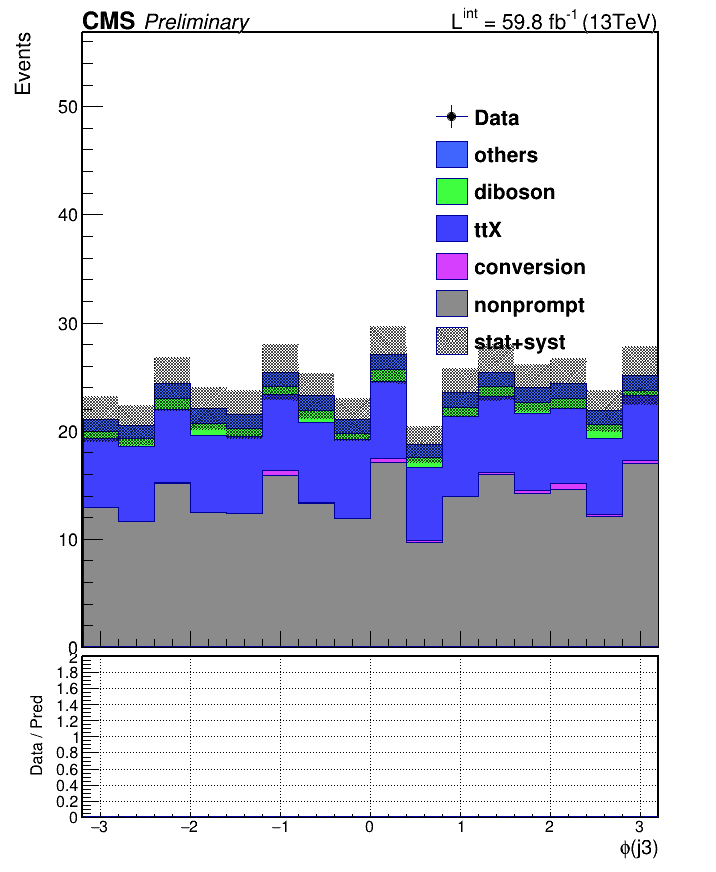 CMS Preliminary
L^int = 59.8 fb^-1 (13TeV)
Events
50
40
30
20
10
0
Data
others
diboson
ttX
conversion
nonprompt
stat+syst
Data / Pred
2
1.8
1.6
1.4
1.2
1
0.8
0.6
0.4
0.2
0
−3 −2 −1 0 1 2 3
ϕ(j3)